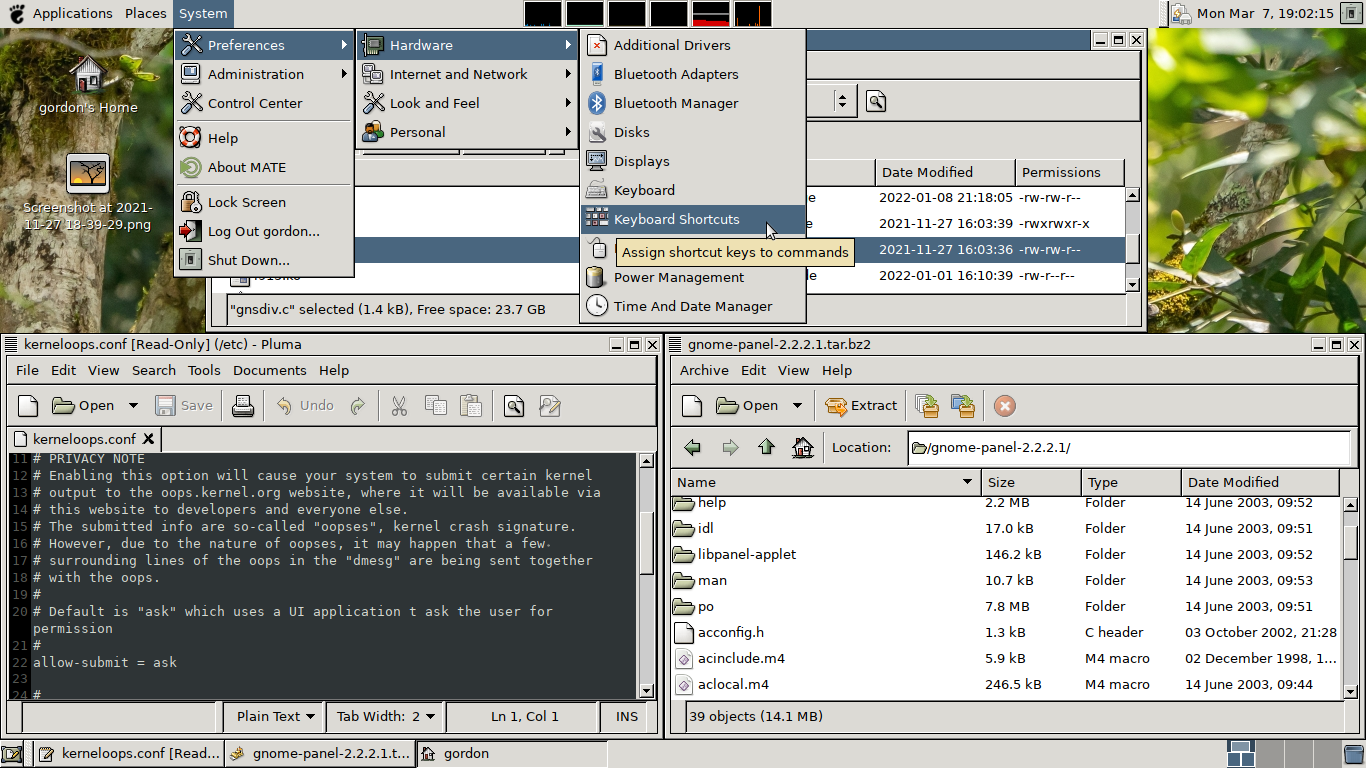 Applications Places System
Mon Mar 7, 19:02:15
gordon's Home
Screenshot at 2021-
11-27 18-39-29.png
Preferences
Administration
Control Center
Help
About MATE
Lock Screen
Log Out gordon...
Shut Down...
Hardware
Internet and Network
Look and Feel
Personal
Additional Drivers
Bluetooth Adapters
Bluetooth Manager
Disks
Displays
Keyboard
Keyboard Shortcuts
Assign shortcut keys to commands
Power Management
Time And Date Manager
Date Modified Permissions
2022-01-08 21:18:05 -rw-rw-r--
2021-11-27 16:03:39 -rwxrwxr-x
2021-11-27 16:03:36 -rw-rw-r--
2022-01-01 16:10:39 -rw-r--r--
"gnsdiv.c" selected (1.4 kB), Free space: 23.7 GB
kerneloops.conf [Read-Only] (/etc) - Pluma
File Edit View Search Tools Documents Help
Open Save Undo
kerneloops.conf
11 # PRIVACY NOTE
12 # Enabling this option will cause your system to submit certain kernel
13 # output to the oops.kernel.org website, where it will be available via
14 # this website to developers and everyone else.
15 # The submitted info are so-called "oopses", kernel crash signature.
16 # However, due to the nature of oopses, it may happen that a few
17 # surrounding lines of the oops in the "dmesg" are being sent together
18 # with the oops.
19 #
20 # Default is "ask" which uses a UI application t ask the user for
permission
21 #
22 allow-submit = ask
23
24 #
Plain Text Tab Width: 2 Ln 1, Col 1 INS
gnome-panel-2.2.2.1.tar.bz2
Archive Edit View Help
Open Extract
Location: /gnome-panel-2.2.2.1/
Name Size Type Date Modified
help 2.2 MB Folder 14 June 2003, 09:52
idl 17.0 kB Folder 14 June 2003, 09:51
libpanel-applet 146.2 kB Folder 14 June 2003, 09:52
man 10.7 kB Folder 14 June 2003, 09:53
po 7.8 MB Folder 14 June 2003, 09:51
acconfig.h 1.3 kB C header 03 October 2002, 21:28
acinclude.m4 5.9 kB M4 macro 02 December 1998, 1...
aclocal.m4 246.5 kB M4 macro 14 June 2003, 09:44
39 objects (14.1 MB)
kerneloops.conf [Read... gnome-panel-2.2.2.1.t... gordon